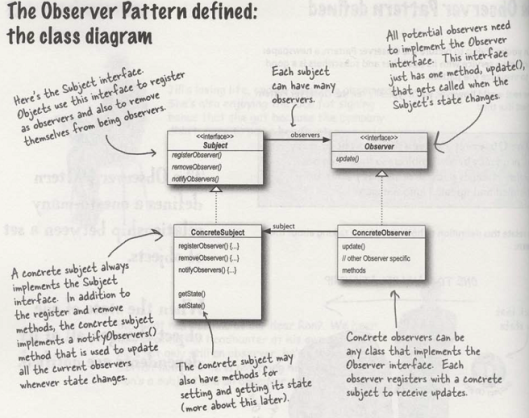 The Observer Pattern defined:
the class diagram
Here's the Subject interface.
Objects use this interface to register
as observers and also to remove
themselves from being observers.
Each subject
can have many
observers.
All potential observers need
to implement the Observer
interface. This interface
just has one method, update(),
that gets called when the
Subject's state changes.
<<interface>>
Subject
registerObserver()
removeObserver()
notifyObservers()
observers
<<interface>>
Observer
update()
ConcreteSubject
registerObserver() {...}
removeObserver() {...}
notifyObservers() {...}
getState()
setState()
subject
ConcreteObserver
update()
// other Observer specific
methods
A concrete subject always
implements the Subject
interface. In addition to
the register and remove
methods, the concrete subject
implements a notifyObservers()
method that is used to update
all the current observers
whenever state changes.
The concrete subject may
also have methods for
setting and getting its state
(more about this later).
Concrete observers can be
any class that implements the
Observer interface. Each
observer registers with a concrete
subject to receive updates.